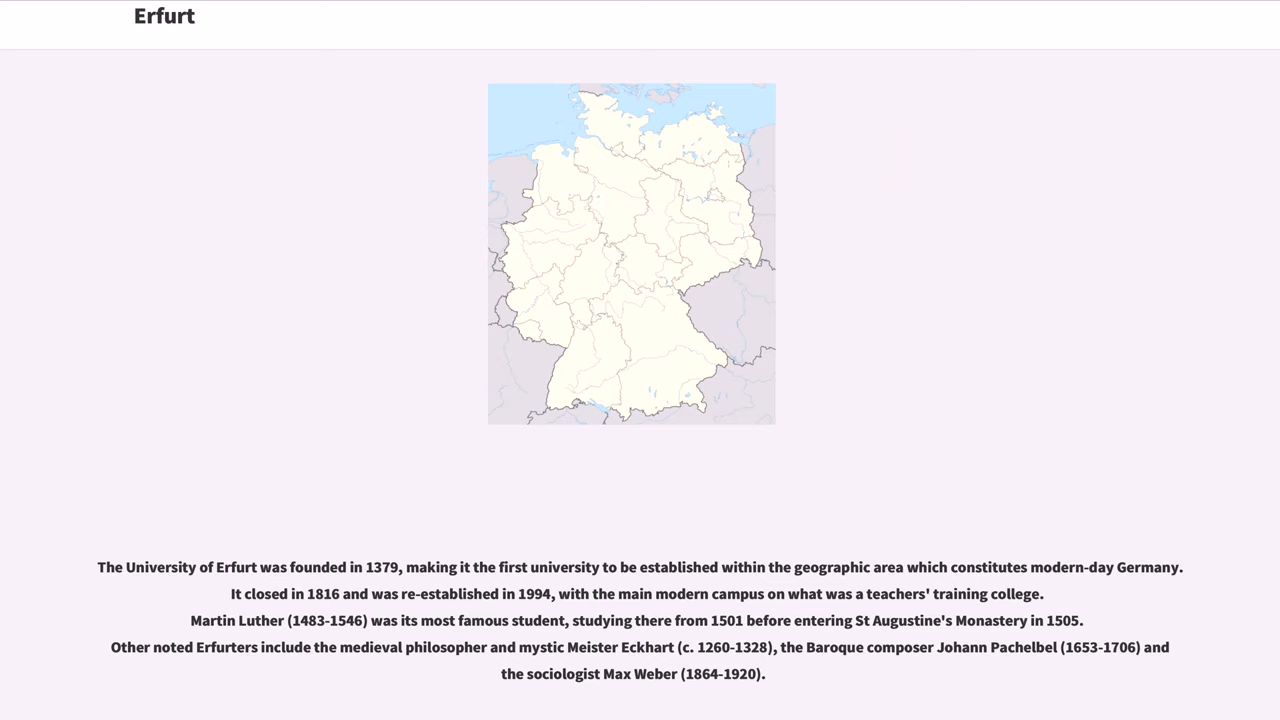 Erfurt
The University of Erfurt was founded in 1379, making it the first university to be established within the geographic area which constitutes modern-day Germany.
It closed in 1816 and was re-established in 1994, with the main modern campus on what was a teachers' training college.
Martin Luther (1483-1546) was its most famous student, studying there from 1501 before entering St Augustine's Monastery in 1505.
Other noted Erfurters include the medieval philosopher and mystic Meister Eckhart (c. 1260-1328), the Baroque composer Johann Pachelbel (1653-1706) and
the sociologist Max Weber (1864-1920).